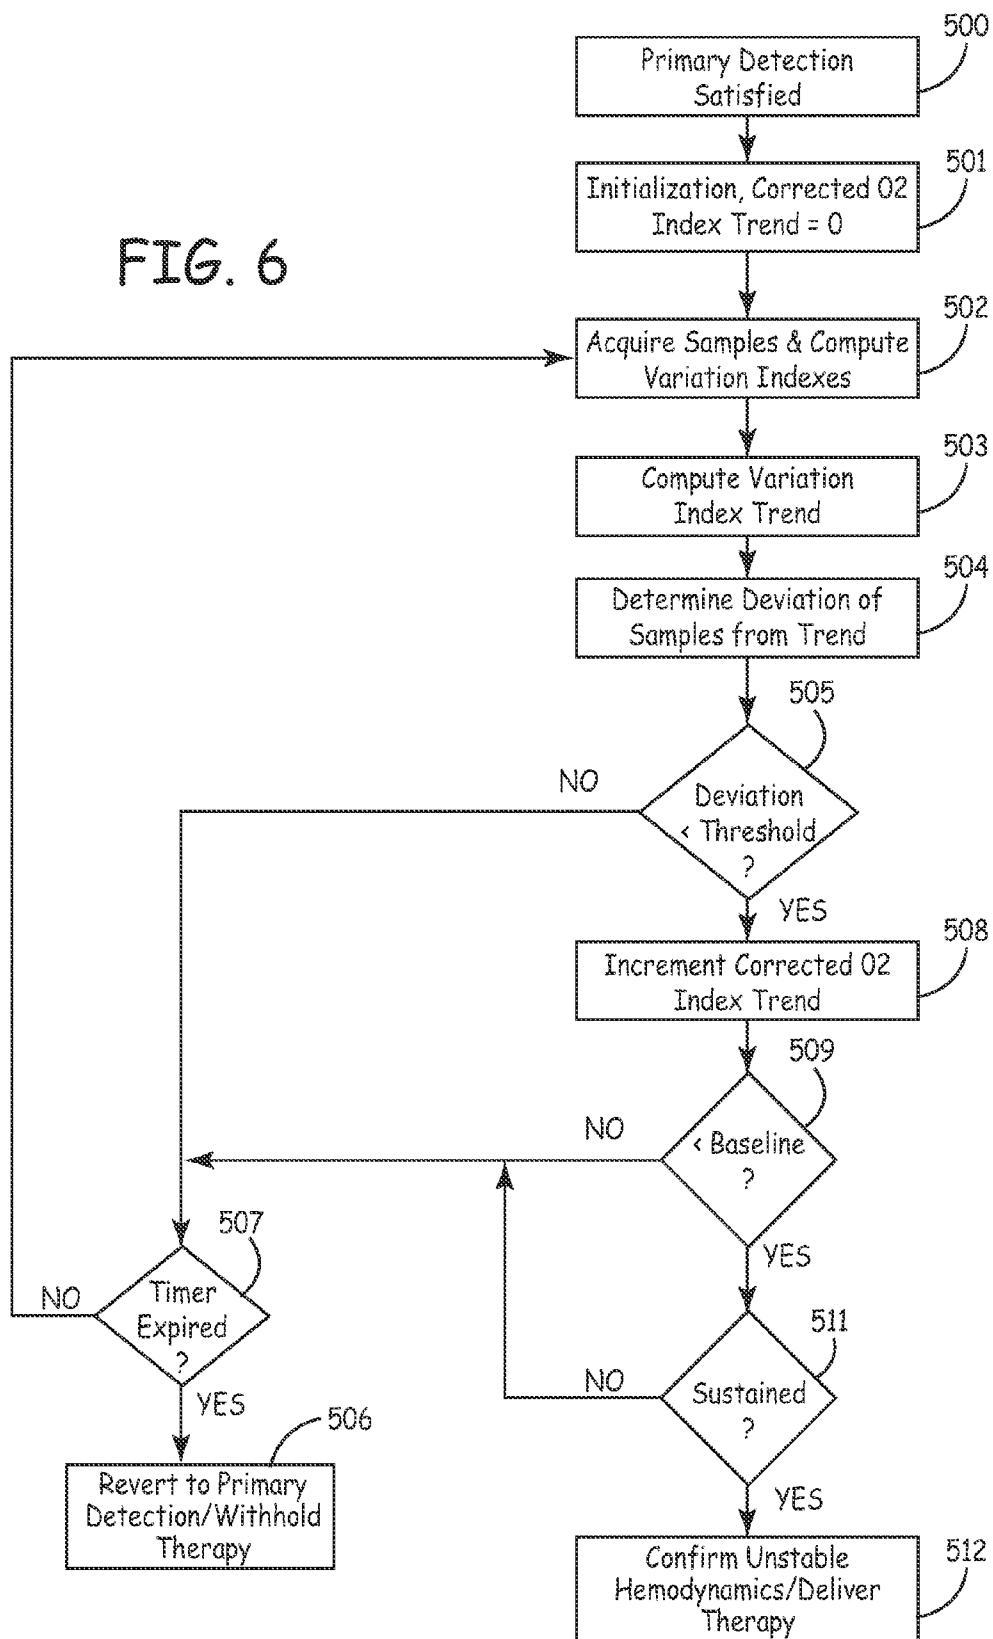 500
Primary Detection
Satisfied
501
Initialization, Corrected O2
Index Trend = 0
FIG. 6
502
Acquire Samples & Compute
Variation Indexes
503
Compute Variation
Index Trend
504
Determine Deviation of
Samples from Trend
505
NO
Deviation
< Threshold
?
YES
508
Increment Corrected O2
Index Trend
509
NO
< Baseline
?
YES
507
NO
Timer
Expired
?
YES
511
NO
Sustained
?
YES
506
Revert to Primary
Detection/Withhold
Therapy
512
Confirm Unstable
Hemodynamics/Deliver
Therapy